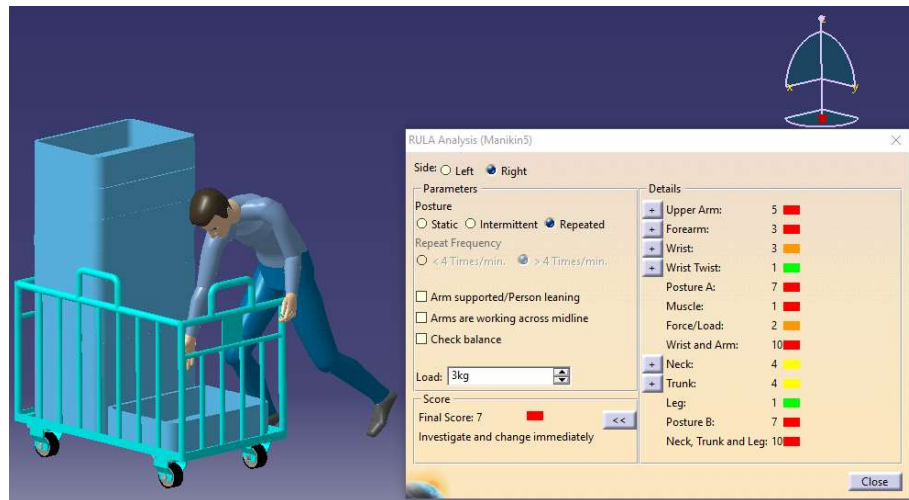 RULA Analysis (Manikin5)
Side: Left Right
Parameters
Posture
Static Intermittent Repeated
Repeat Frequency
< 4 Times/min. > 4 Times/min.
Arm supported/Person leaning
Arms are working across midline
Check balance
Load: 3kg
Score
Final Score: 7
<<
Investigate and change immediately
Details
+ Upper Arm: 5
+ Forearm: 3
+ Wrist: 3
+ Wrist Twist: 1
Posture A: 7
Muscle: 1
Force/Load: 2
Wrist and Arm: 10
+ Neck: 4
+ Trunk: 4
Leg: 1
Posture B: 7
Neck, Trunk and Leg: 10
Close
x
y